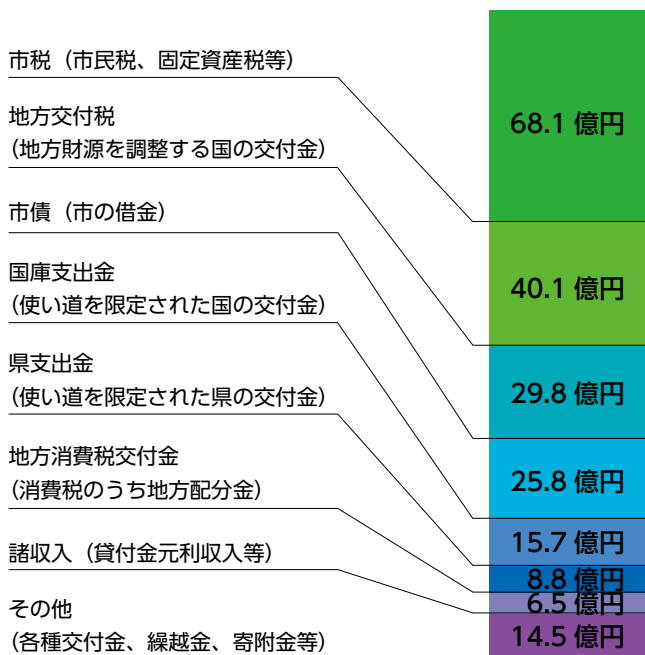 市税（市民税、固定資産税等）
68.1 億円
地方交付税
（地方財源を調整する国の交付金）
40.1 億円
市債（市の借金）
29.8 億円
国庫支出金
（使い道を限定された国の交付金）
25.8 億円
県支出金
（使い道を限定された県の交付金）
15.7 億円
地方消費税交付金
（消費税のうち地方配分金）
8.8 億円
諸収入（貸付金元利収入等）
6.5 億円
その他
（各種交付金、繰越金、寄附金等）
14.5 億円